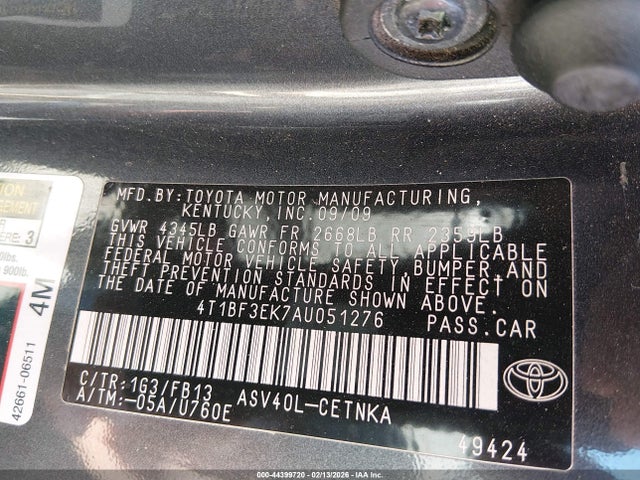 MFD.BY:TOYOTA MOTOR MANUFACTURING,
KENTUCKY,INC.09/09
GVWR 4345LB GAWR FR 2668LB RR 2359LB
THIS VEHICLE CONFORMS TO ALL APPLICABLE
FEDERAL MOTOR VEHICLE SAFETY,BUMPER,AND
THEFT PREVENTION STANDARDS IN EFFECT ON
THE DATE OF MANUFACTURE SHOWN ABOVE.
4T1BF3EK7AU051276 PASS.CAR
C/TR:1G3/FB13
A/TM:-05A/U760E
ASV40L-CETNKA
TOYOTA
49424
3
900lbs.
4M
42661-06511
000-44399720 - 02/13/2026 - IAA Inc.